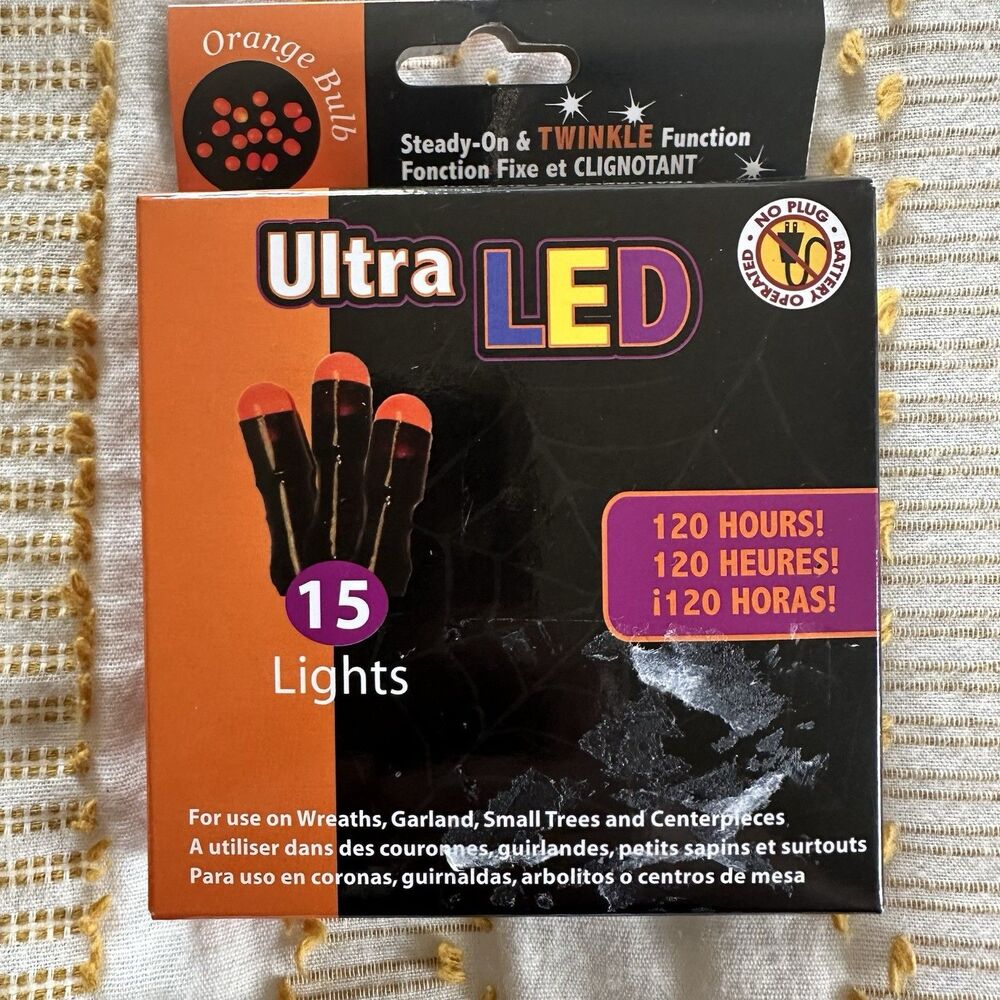 Orange Bulb
Steady-On & TWINKLE Function
Fonction Fixe et CLIGNOTANT
Ultra LED
NO PLUG • BATTERY OPERATED •
120 HOURS!
120 HEURES!
¡120 HORAS!
15
Lights
For use on Wreaths, Garland, Small Trees and Centerpieces
A utiliser dans des couronnes, guirlandes, petits sapins et surtouts
Para uso en coronas, guirnaldas, arbolitos o centros de mesa